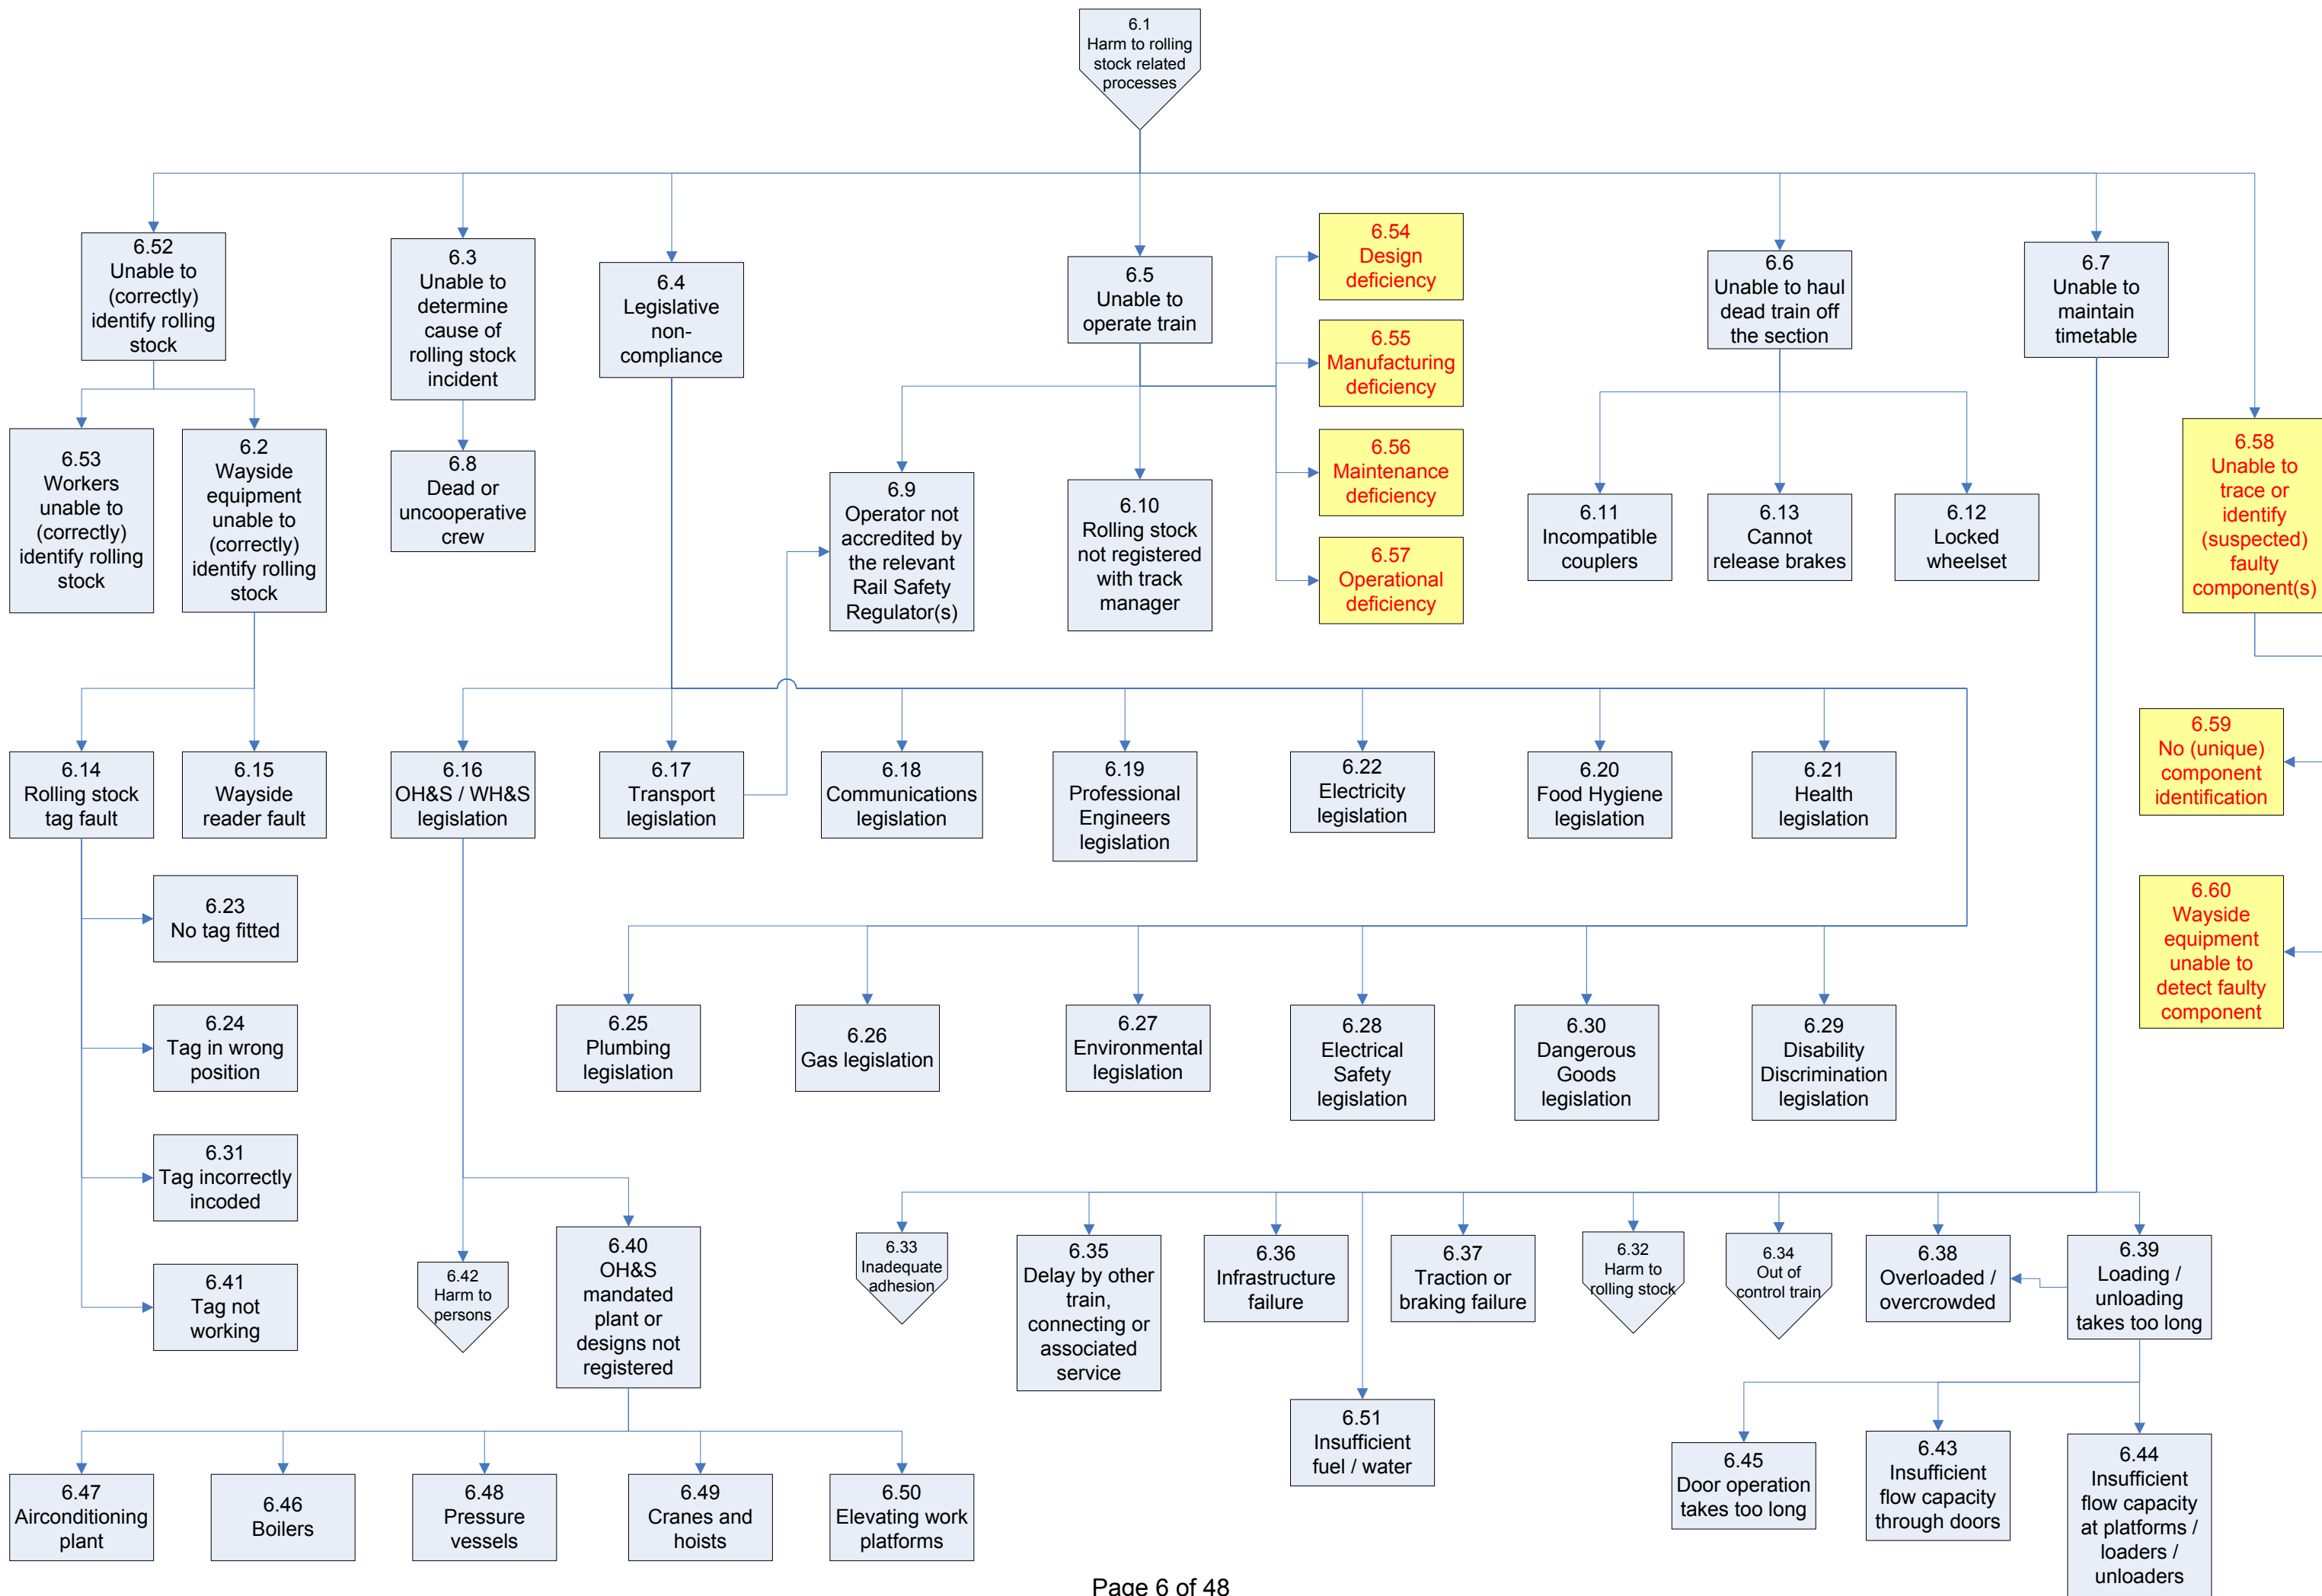 6.1
Harm to rolling
stock related
processes
6.52
Unable to
(correctly)
identify rolling
stock
6.3
Unable to
determine
cause of
rolling stock
incident
6.4
Legislative
non-
compliance
6.5
Unable to
operate train
6.54
Design
deficiency
6.55
Manufacturing
deficiency
6.56
Maintenance
deficiency
6.57
Operational
deficiency
6.6
Unable to haul
dead train off
the section
6.7
Unable to
maintain
timetable
6.58
Unable to
trace or
identify
(suspected)
faulty
component(s)
6.53
Workers
unable to
(correctly)
identify rolling
stock
6.2
Wayside
equipment
unable to
(correctly)
identify rolling
stock
6.8
Dead or
uncooperative
crew
6.9
Operator not
accredited by
the relevant
Rail Safety
Regulator(s)
6.10
Rolling stock
not registered
with track
manager
6.11
Incompatible
couplers
6.13
Cannot
release brakes
6.12
Locked
wheelset
6.14
Rolling stock
tag fault
6.15
Wayside
reader fault
6.16
OH&S / WH&S
legislation
6.17
Transport
legislation
6.18
Communications
legislation
6.19
Professional
Engineers
legislation
6.22
Electricity
legislation
6.20
Food Hygiene
legislation
6.21
Health
legislation
6.59
No (unique)
component
identification
6.23
No tag fitted
6.60
Wayside
equipment
unable to
detect faulty
component
6.24
Tag in wrong
position
6.25
Plumbing
legislation
6.26
Gas legislation
6.27
Environmental
legislation
6.28
Electrical
Safety
legislation
6.30
Dangerous
Goods
legislation
6.29
Disability
Discrimination
legislation
6.31
Tag incorrectly
incoded
6.41
Tag not
working
6.42
Harm to
persons
6.40
OH&S
mandated
plant or
designs not
registered
6.33
Inadequate
adhesion
6.35
Delay by other
train,
connecting or
associated
service
6.36
Infrastructure
failure
6.37
Traction or
braking failure
6.32
Harm to
rolling stock
6.34
Out of
control train
6.38
Overloaded /
overcrowded
6.39
Loading /
unloading
takes too long
6.51
Insufficient
fuel / water
6.45
Door operation
takes too long
6.43
Insufficient
flow capacity
through doors
6.44
Insufficient
flow capacity
at platforms /
loaders /
unloaders
6.47
Airconditioning
plant
6.46
Boilers
6.48
Pressure
vessels
6.49
Cranes and
hoists
6.50
Elevating work
platforms
Page 6 of 48